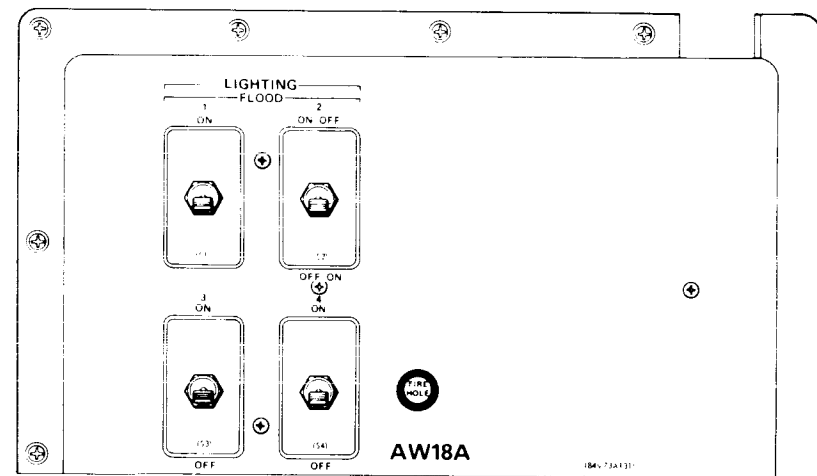 LIGHTING
FLOOD
1
ON
2
ON OFF
(S2)
OFF ON
3
ON
4
ON
(S3)
OFF
(S4)
OFF
FIRE
HOLE
AW18A